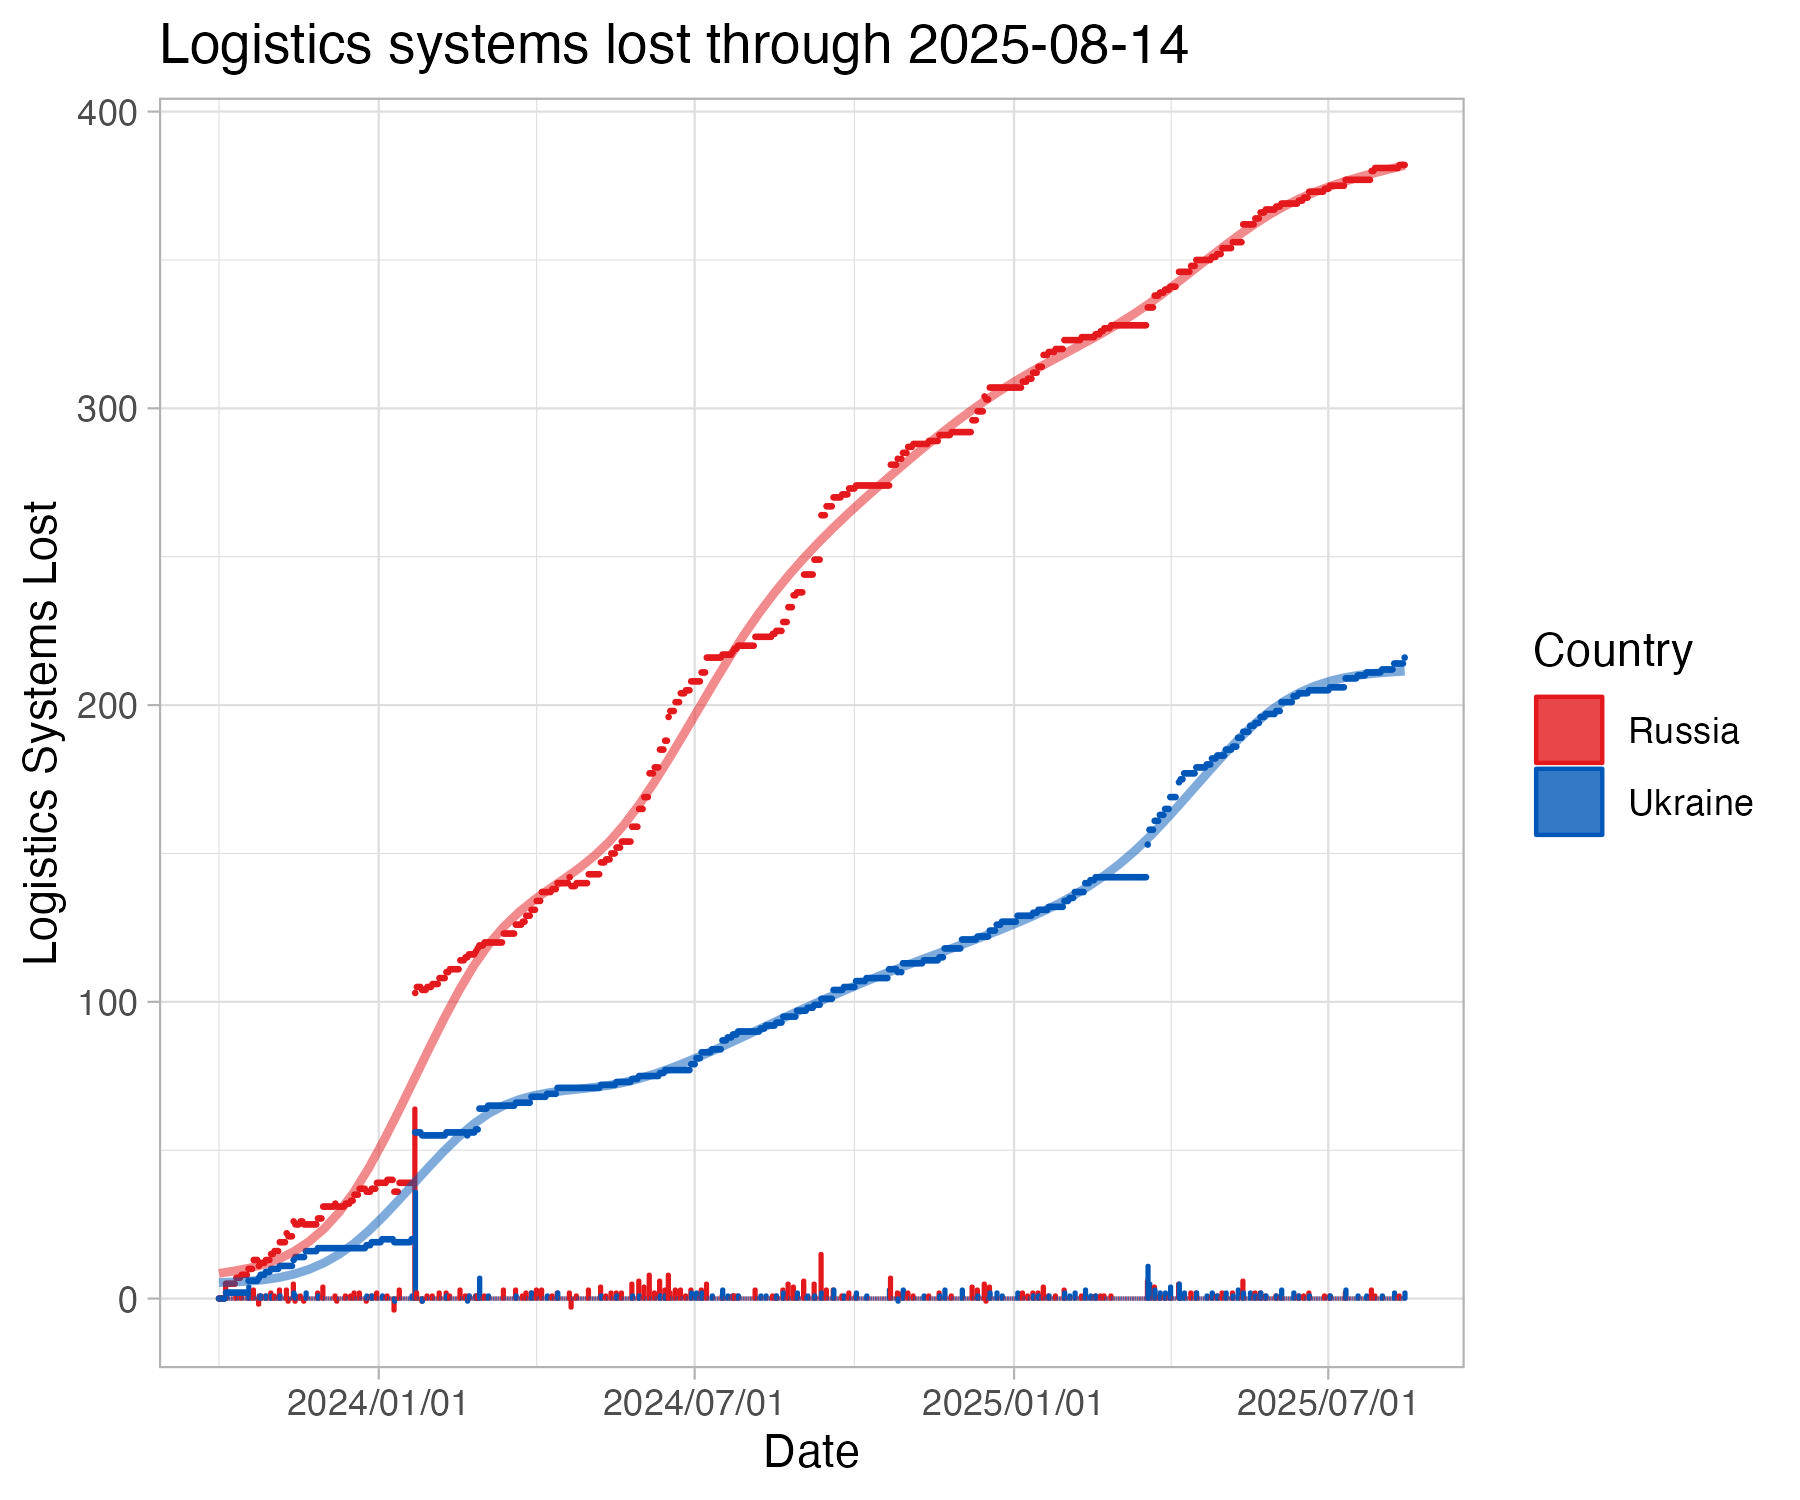 Logistics systems lost through 2025-08-14
Logistics Systems Lost
400
300
200
100
0
2024/01/01
2024/07/01
2025/01/01
2025/07/01
Date
Country
Russia
Ukraine